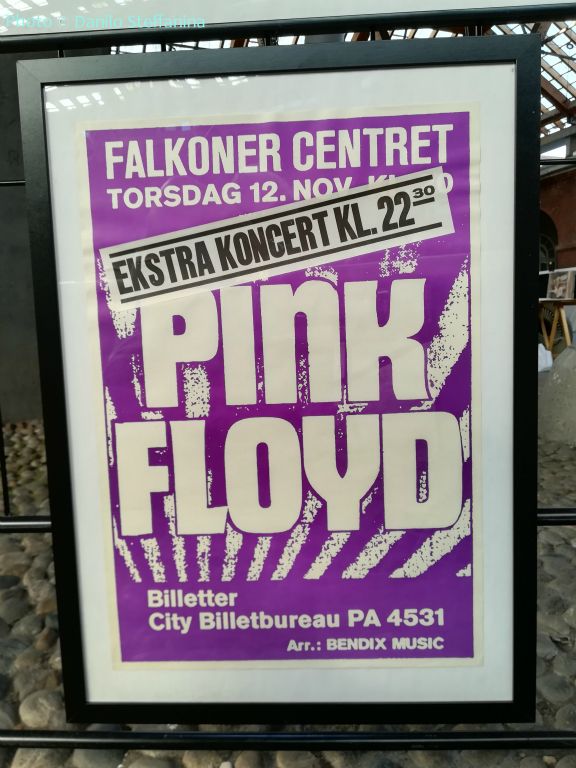 Photo © Danilo Steffanina
FALKONER CENTRET
TORSDAG 12. NOV.
EKSTRA KONCERT KL. 22³⁰
PINK
FLOYD
Billetter
City Billetbureau PA 4531
Arr.: BENDIX MUSIC